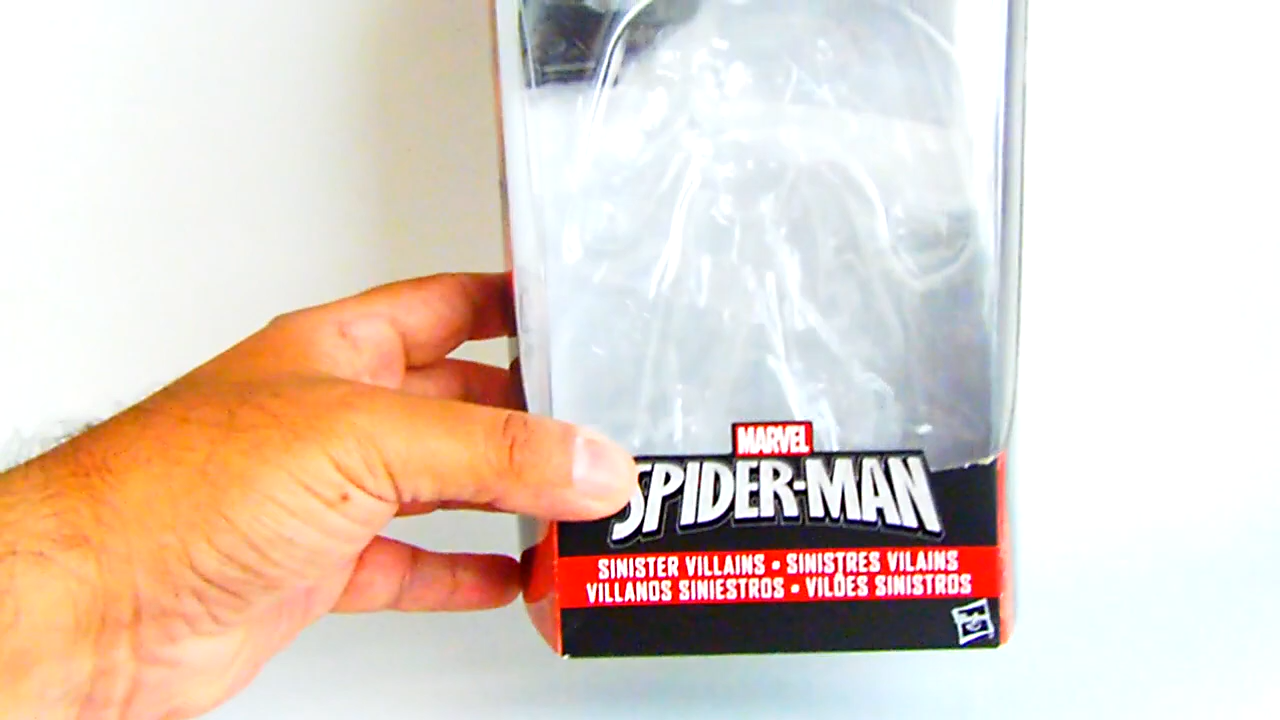 MARVEL
SPIDER-MAN
SINISTER VILLAINS • SINISTRES VILAINS
VILLANOS SINIESTROS • VILÕES SINISTROS